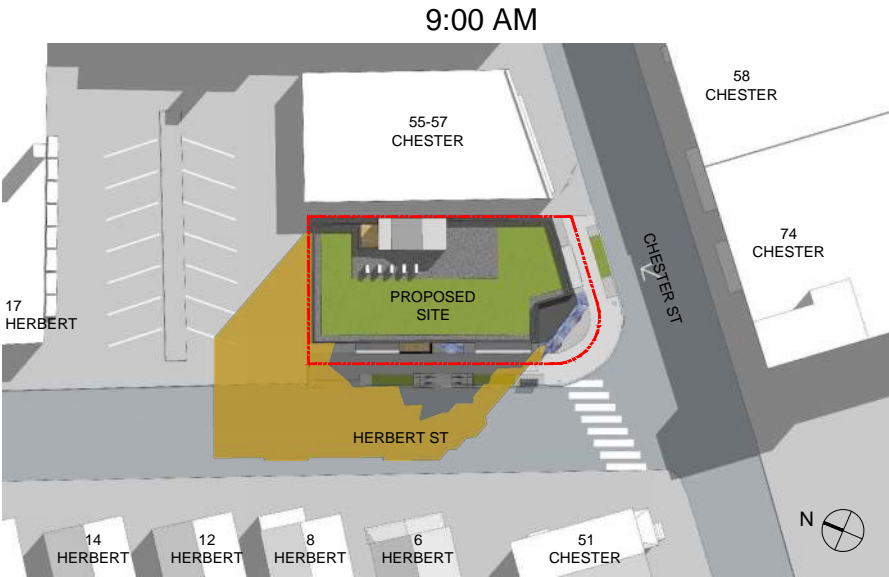 9:00 AM
58
CHESTER
55-57
CHESTER
74
CHESTER
CHESTER ST
PROPOSED
SITE
17
HERBERT
HERBERT ST
N
14
HERBERT
12
HERBERT
8
HERBERT
6
HERBERT
51
CHESTER